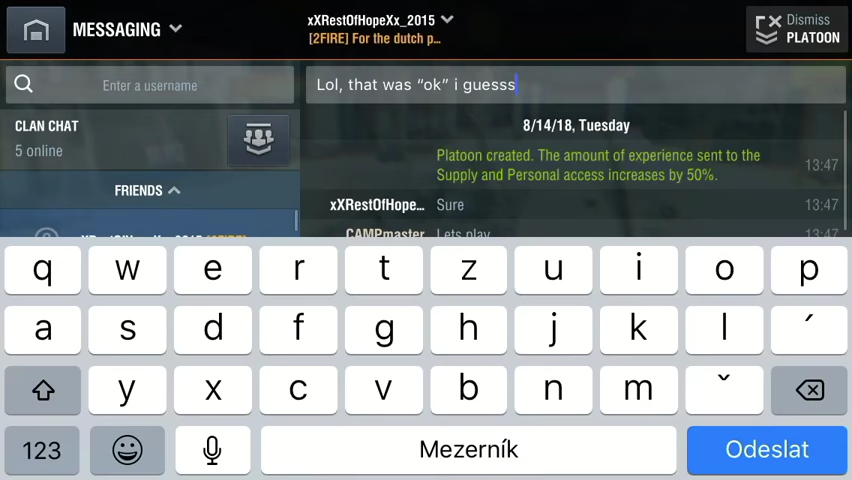 MESSAGING
xXRestOfHopeXx_2015
[2FIRE] For the dutch p...
Dismiss
PLATOON
Enter a username
Lol, that was “ok” i guesss
CLAN CHAT
5 online
8/14/18, Tuesday
Platoon created. The amount of experience sent to the
Supply and Personal access increases by 50%.
13:47
FRIENDS
xXRestOfHope... Sure 13:47
CAMPmaster Lets play 13:47
q w e r t z u i o p
a s d f g h j k l ´
y x c v b n m ˇ
123 Mezerník Odeslat